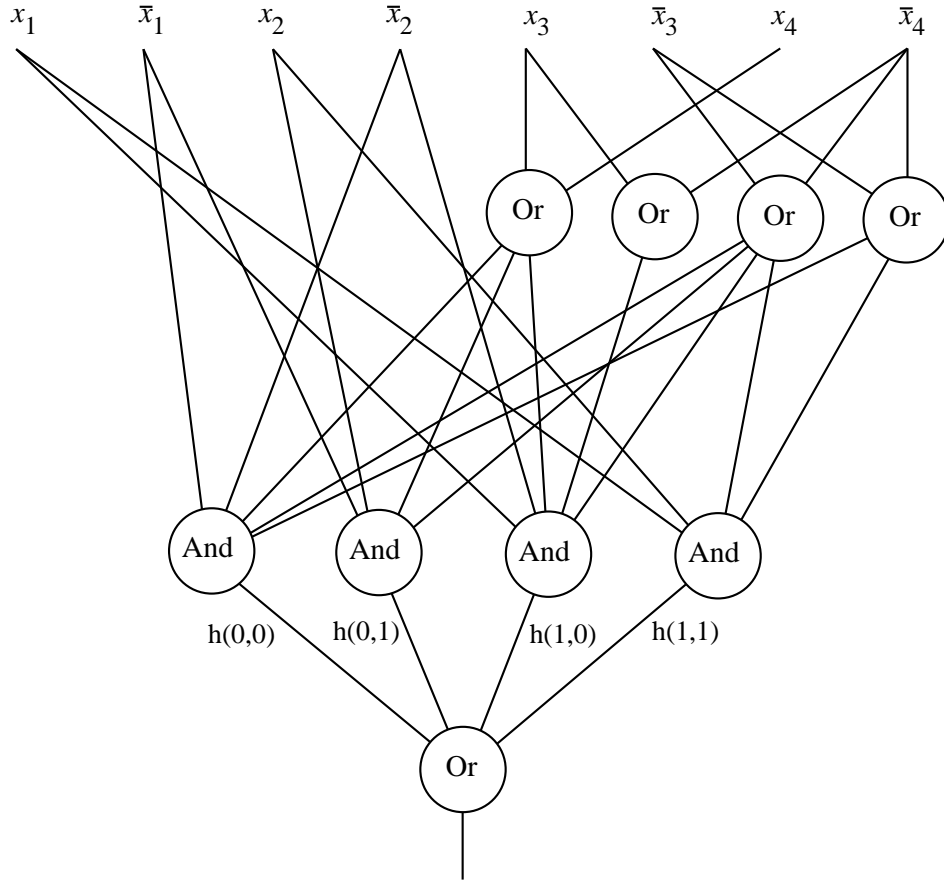 x₁ x̄₁ x₂ x̄₂ x₃ x̄₃ x₄ x̄₄
Or Or Or Or
And And And And
h(0,0) h(0,1) h(1,0) h(1,1)
Or